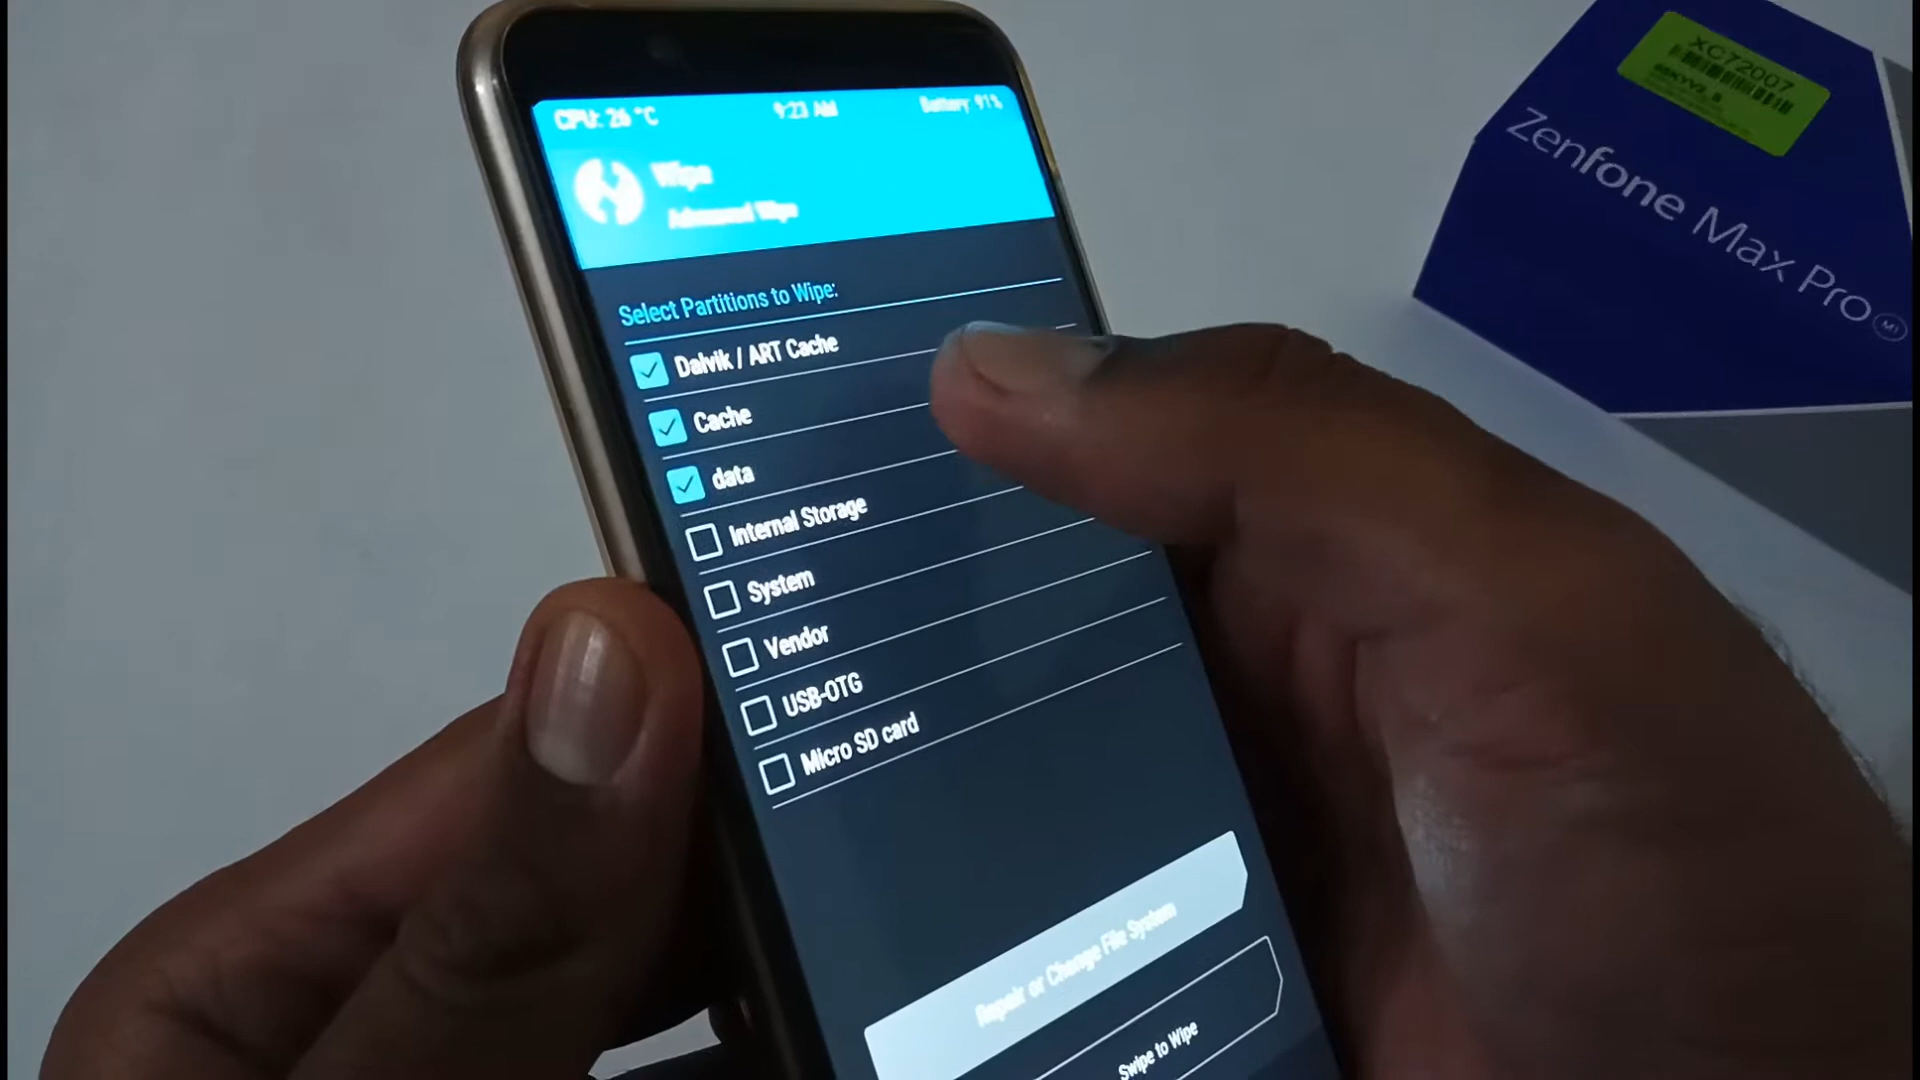 CPU: 26 °C
9:23 AM
Battery: 91%
Wipe
Advanced Wipe
Select Partitions to Wipe:
Dalvik / ART Cache
Cache
data
Internal Storage
System
Vendor
USB-OTG
Micro SD card
Repair or Change File System
Swipe to Wipe
XC72007
Zenfone Max Pro M1